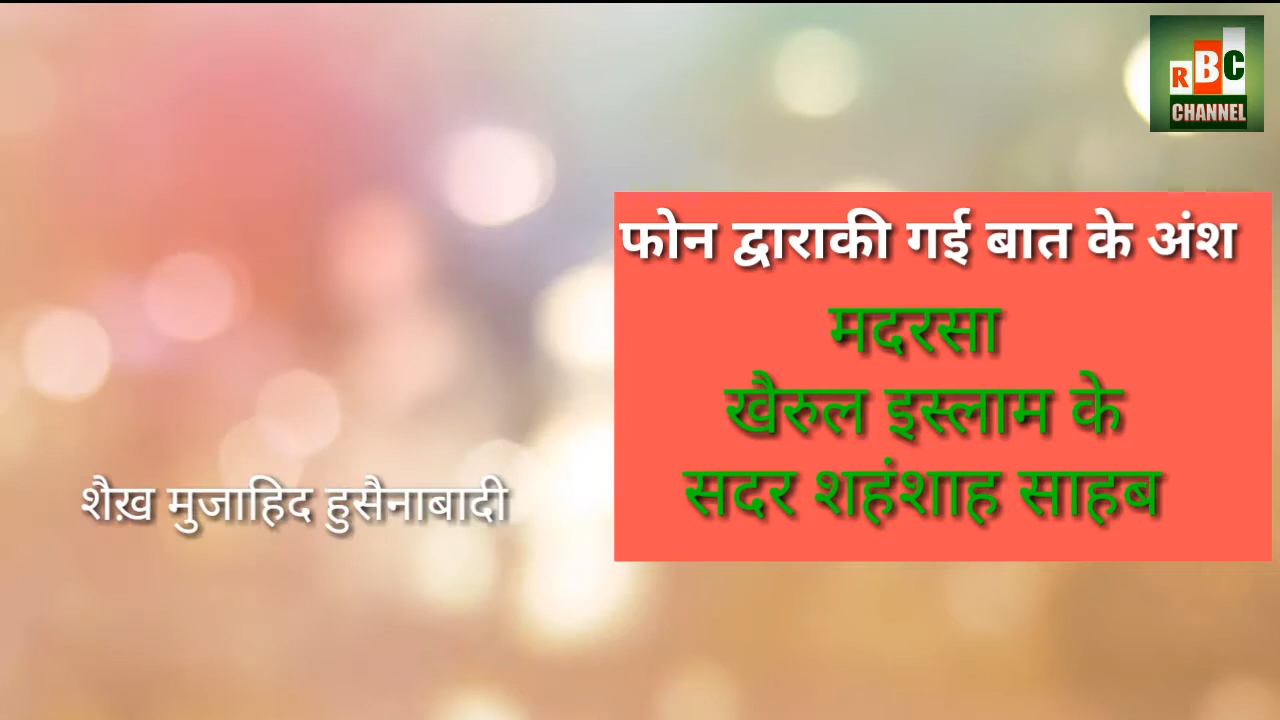 RBC
CHANNEL
फोन द्वाराकी गई बात के अंश
मदरसा
खैरुल इस्लाम के
सदर शहंशाह साहब
शैख़ मुजाहिद हुसैनाबादी